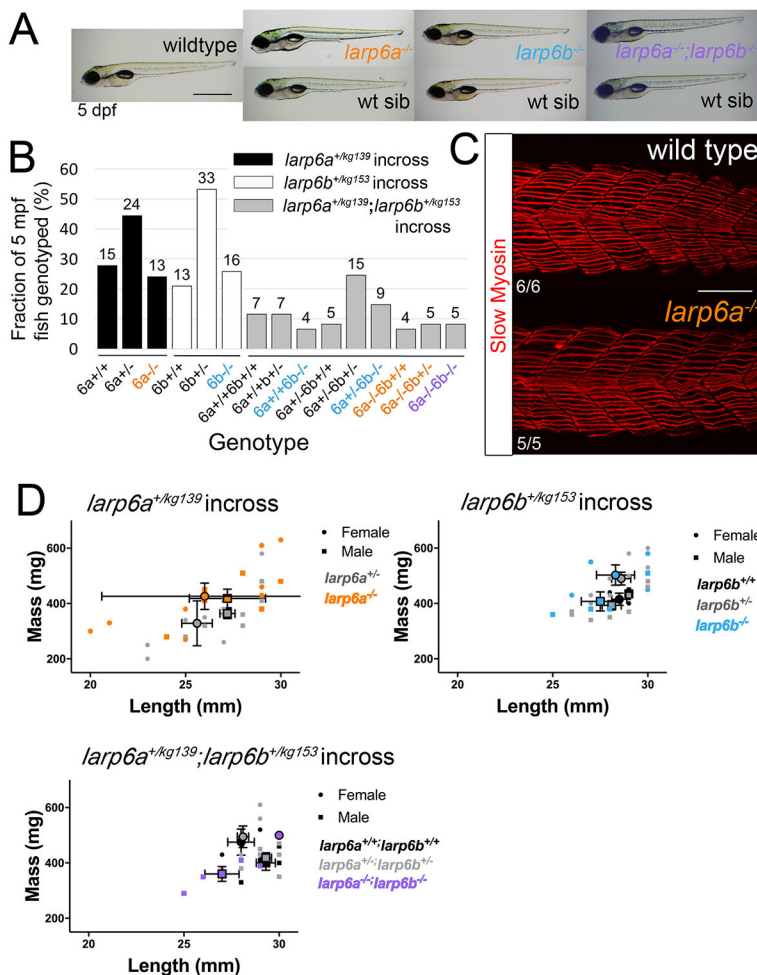 A
wildtype
5 dpf
larp6a-/-
wt sib
larp6b-/-
wt sib
larp6a-/-;larp6b-/-
wt sib
B
Fraction of 5 mpf
fish genotyped (%)
60
50
40
30
20
10
0
15
24
13
13
33
16
7
7
4
5
15
9
4
5
5
larp6a+/kg139 incross
larp6b+/kg153 incross
larp6a+/kg139;larp6b+/kg153
incross
6a+/+
6a+/-
6a-/-
6b+/+
6b+/-
6b-/-
6a+/+6b+/+
6a+/+b+/-
6a+/+6b-/-
6a+/-6b+/+
6a+/-6b+/-
6a+/-6b-/-
6a-/-6b+/+
6a-/-6b+/-
6a-/-6b-/-
Genotype
C
Slow Myosin
wild type
6/6
larp6a-/-
5/5
D
larp6a+/kg139 incross
Mass (mg)
600
400
200
20
25
30
Length (mm)
Female
Male
larp6a+/-
larp6a-/-
larp6b+/kg153 incross
Mass (mg)
600
400
200
20
25
30
Length (mm)
Female
Male
larp6b+/+
larp6b+/-
larp6b-/-
larp6a+/kg139;larp6b+/kg153 incross
Mass (mg)
600
400
200
20
25
30
Length (mm)
Female
Male
larp6a+/+;larp6b+/+
larp6a+/-;larp6b+/-
larp6a-/-;larp6b-/-